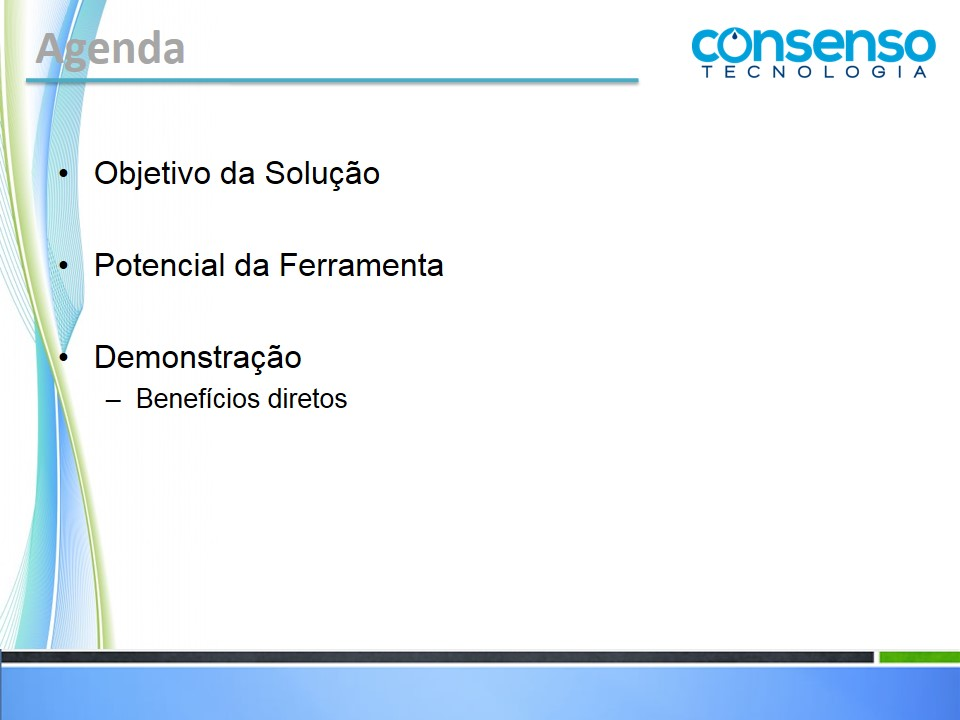 Agenda
consenso
TECNOLOGIA
• Objetivo da Solução
• Potencial da Ferramenta
• Demonstração
– Benefícios diretos